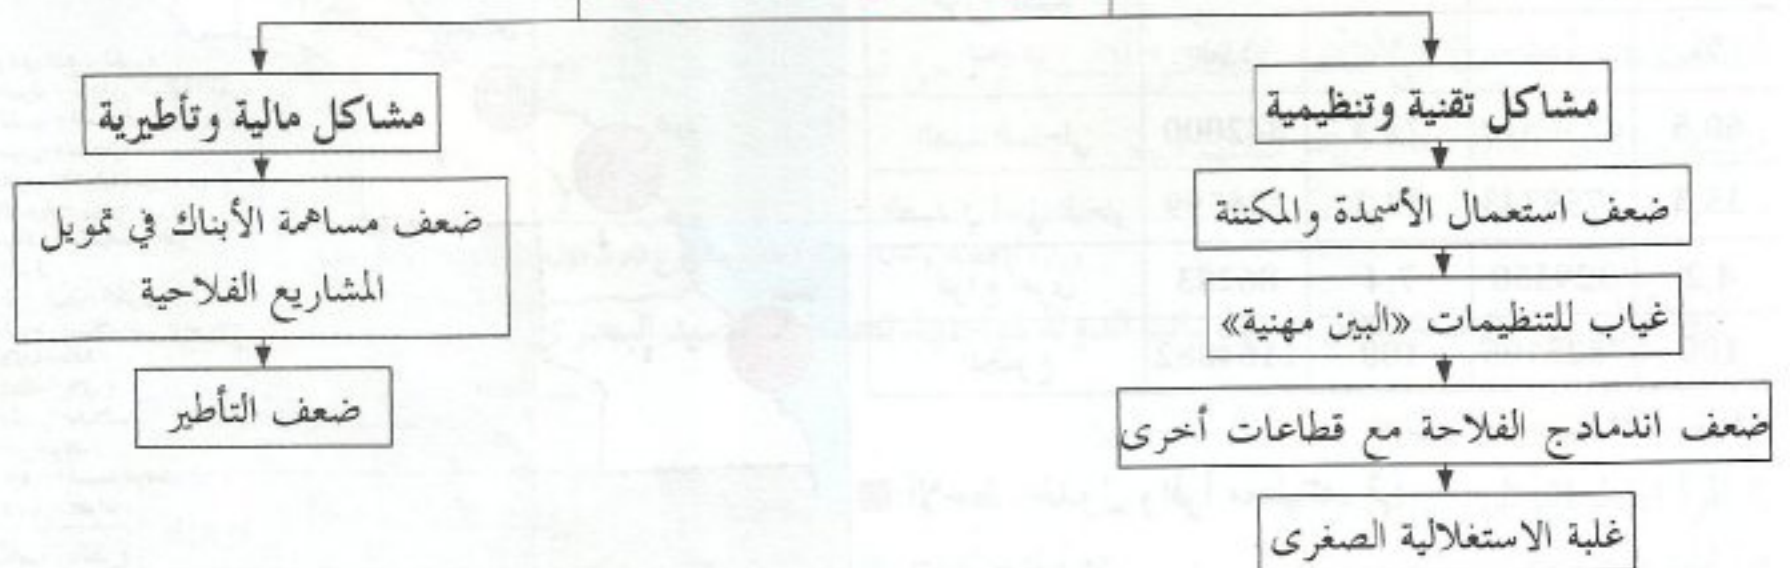 مشاكل تقنية وتنظيمية
ضعف استعمال الأسمدة والمكننة
غياب للتنظيمات «البين مهنية»
ضعف اندماج الفلاحة مع قطاعات أخرى
غلبة الاستغلالية الصغرى
مشاكل مالية وتأطيرية
ضعف مساهمة الأبناك في تمويل
المشاريع الفلاحية
ضعف التأطير